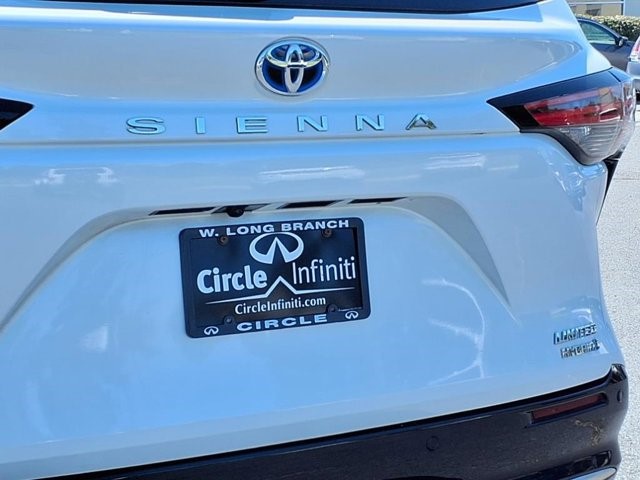 SIENNA
W. LONG BRANCH
Circle Infiniti
CircleInfiniti.com
CIRCLE